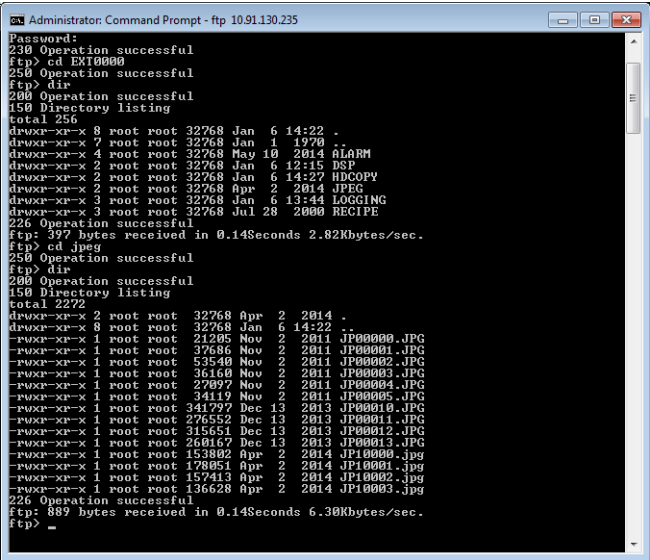 Administrator: Command Prompt - ftp 10.91.130.235
Password:
230 Operation successful
ftp> cd EXT0000
250 Operation successful
ftp> dir
200 Operation successful
150 Directory listing
total 256
drwxr-xr-x 8 root root 32768 Jan  6 14:22 .
drwxr-xr-x 7 root root 32768 Jan  1  1970 ..
drwxr-xr-x 4 root root 32768 May 10  2014 ALARM
drwxr-xr-x 2 root root 32768 Jan  6 12:15 DSP
drwxr-xr-x 2 root root 32768 Jan  6 14:27 HDCOPY
drwxr-xr-x 2 root root 32768 Apr  2  2014 JPEG
drwxr-xr-x 3 root root 32768 Jan  6 13:44 LOGGING
drwxr-xr-x 3 root root 32768 Jul 28  2000 RECIPE
226 Operation successful
ftp: 397 bytes received in 0.14Seconds 2.82Kbytes/sec.
ftp> cd jpeg
250 Operation successful
ftp> dir
200 Operation successful
150 Directory listing
total 2272
drwxr-xr-x 2 root root  32768 Apr  2  2014 .
drwxr-xr-x 8 root root  32768 Jan  6 14:22 ..
-rwxr-xr-x 1 root root  21205 Nov  2  2011 JP00000.JPG
-rwxr-xr-x 1 root root  37686 Nov  2  2011 JP00001.JPG
-rwxr-xr-x 1 root root  53540 Nov  2  2011 JP00002.JPG
-rwxr-xr-x 1 root root  36160 Nov  2  2011 JP00003.JPG
-rwxr-xr-x 1 root root  27097 Nov  2  2011 JP00004.JPG
-rwxr-xr-x 1 root root  34119 Nov  2  2011 JP00005.JPG
-rwxr-xr-x 1 root root 341797 Dec 13  2013 JP00010.JPG
-rwxr-xr-x 1 root root 276552 Dec 13  2013 JP00011.JPG
-rwxr-xr-x 1 root root 315651 Dec 13  2013 JP00012.JPG
-rwxr-xr-x 1 root root 260167 Dec 13  2013 JP00013.JPG
-rwxr-xr-x 1 root root 153802 Apr  2  2014 JP10000.jpg
-rwxr-xr-x 1 root root 178051 Apr  2  2014 JP10001.jpg
-rwxr-xr-x 1 root root 157413 Apr  2  2014 JP10002.jpg
-rwxr-xr-x 1 root root 136628 Apr  2  2014 JP10003.jpg
226 Operation successful
ftp: 889 bytes received in 0.14Seconds 6.30Kbytes/sec.
ftp> _